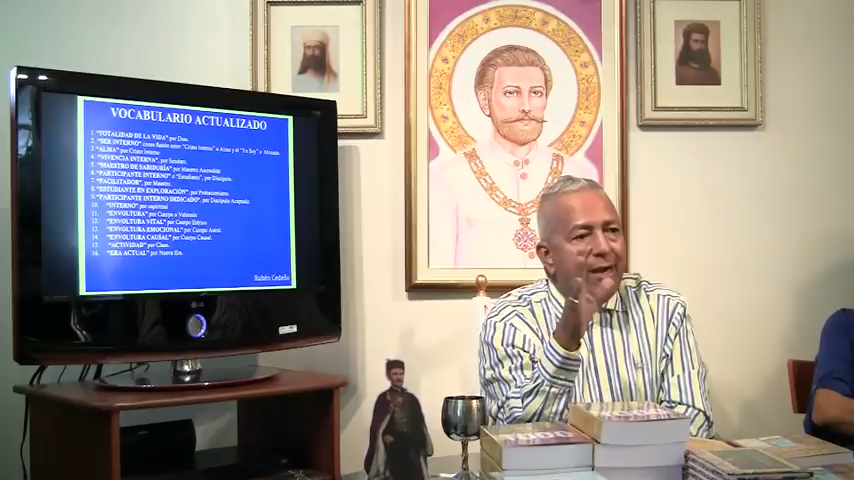 VOCABULARIO ACTUALIZADO
1. "TOTALIDAD DE LA VIDA" por Dios.
2. "SER INTERNO" como fusión entre "Cristo Interno" o Alma y el "Yo Soy" o Mónada.
3. "ALMA" por Cristo Interno
4. "VIVENCIA INTERNA", por Sendero.
5. "MAESTRO DE SABIDURÍA" por Maestro Ascendido
6. "PARTICIPANTE INTERNO" o "Estudiante", por Discípulo.
7. "FACILITADOR" por Maestro.
8. "ESTUDIANTE EN EXPLORACIÓN", por Probacionista.
9. "PARTICIPANTE INTERNO DEDICADO", por Discípulo Aceptado
10. "INTERNO" por espiritual
11. "ENVOLTURA" por Cuerpo o Vehículo
12. "ENVOLTURA VITAL" por Cuerpo Etérico
13. "ENVOLTURA EMOCIONAL" por Cuerpo Astral.
14. "ENVOLTURA CAUSAL" por Cuerpo Causal.
15. "ACTIVIDAD" por Clase.
16. "ERA ACTUAL" por Nueva Era.
Rubén Cedeño
LG